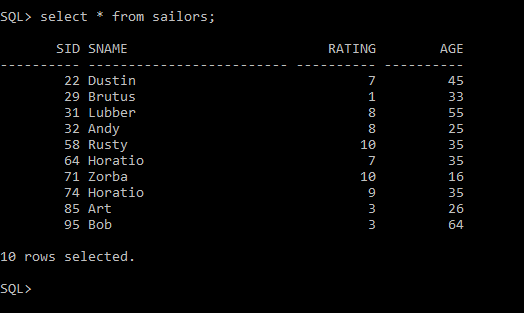 SQL> select * from sailors;
       SID SNAME                         RATING        AGE
---------- ------------------------- ---------- ----------
        22 Dustin                             7         45
        29 Brutus                             1         33
        31 Lubber                             8         55
        32 Andy                               8         25
        58 Rusty                             10         35
        64 Horatio                            7         35
        71 Zorba                             10         16
        74 Horatio                            9         35
        85 Art                                3         26
        95 Bob                                3         64
10 rows selected.
SQL>